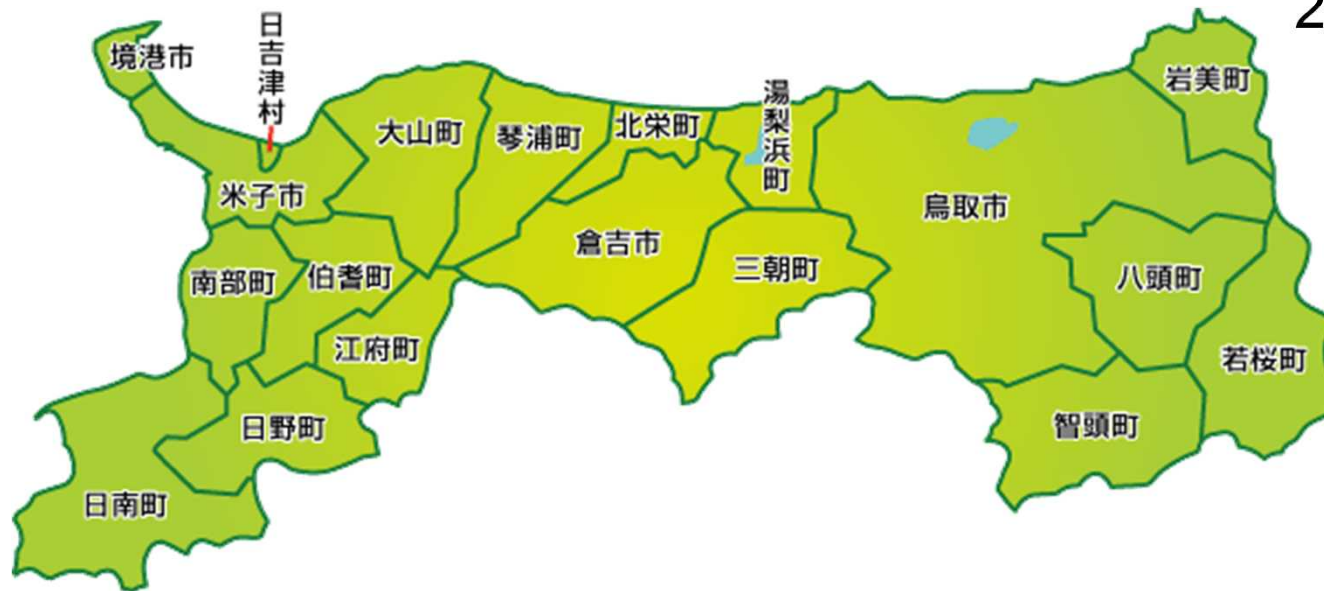 2
境港市
日吉津村
岩美町
大山町
琴浦町
北栄町
湯梨浜町
米子市
鳥取市
倉吉市
三朝町
南部町
伯耆町
八頭町
江府町
若桜町
日野町
智頭町
日南町